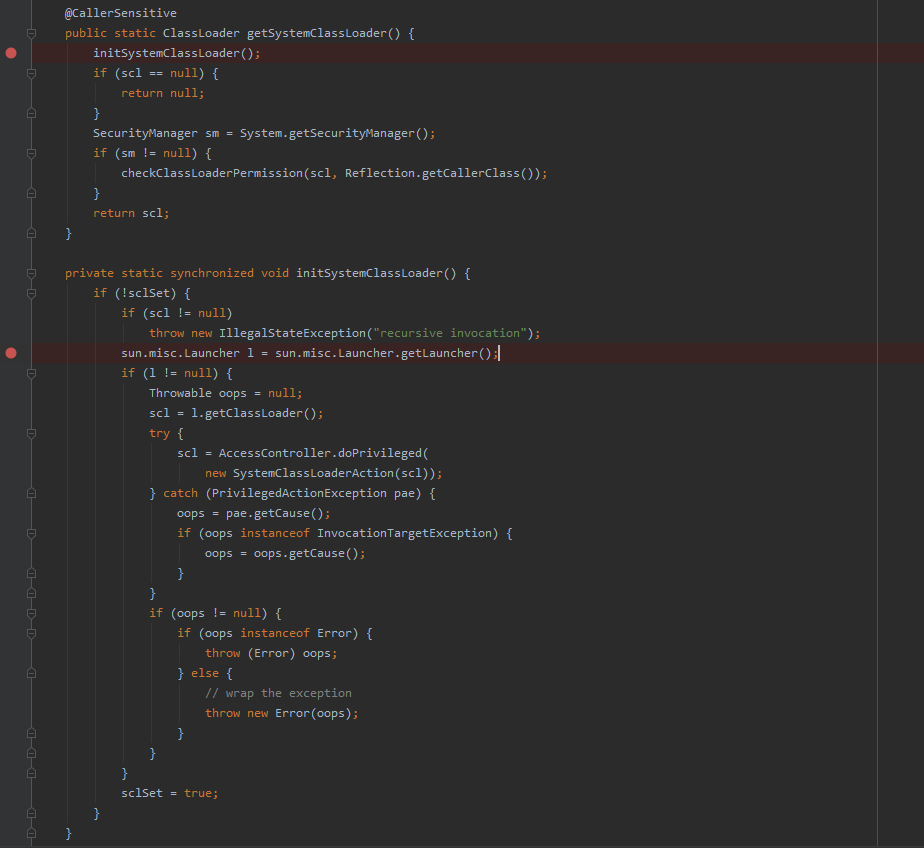 @CallerSensitive
public static ClassLoader getSystemClassLoader() {
    initSystemClassLoader();
    if (scl == null) {
        return null;
    }
    SecurityManager sm = System.getSecurityManager();
    if (sm != null) {
        checkClassLoaderPermission(scl, Reflection.getCallerClass());
    }
    return scl;
}

private static synchronized void initSystemClassLoader() {
    if (!sclSet) {
        if (scl != null)
            throw new IllegalStateException("recursive invocation");
        sun.misc.Launcher l = sun.misc.Launcher.getLauncher();
        if (l != null) {
            Throwable oops = null;
            scl = l.getClassLoader();
            try {
                scl = AccessController.doPrivileged(
                    new SystemClassLoaderAction(scl));
            } catch (PrivilegedActionException pae) {
                oops = pae.getCause();
                if (oops instanceof InvocationTargetException) {
                    oops = oops.getCause();
                }
            }
            if (oops != null) {
                if (oops instanceof Error) {
                    throw (Error) oops;
                } else {
                    // wrap the exception
                    throw new Error(oops);
                }
            }
        }
        sclSet = true;
    }
}